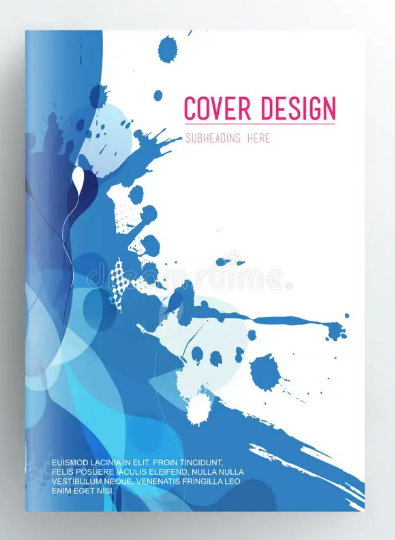 COVER DESIGN
SUBHEADING HERE
dreamstime.
EUISMOD LACINIA IN ELIT. PROIN TINCIDUNT,
FELIS POSUERE IACULIS ELEIFEND, NULLA NULLA
VESTIBULUM NEQUE. VENENATIS FRINGILLA LEO
ENIM EGET NISI.